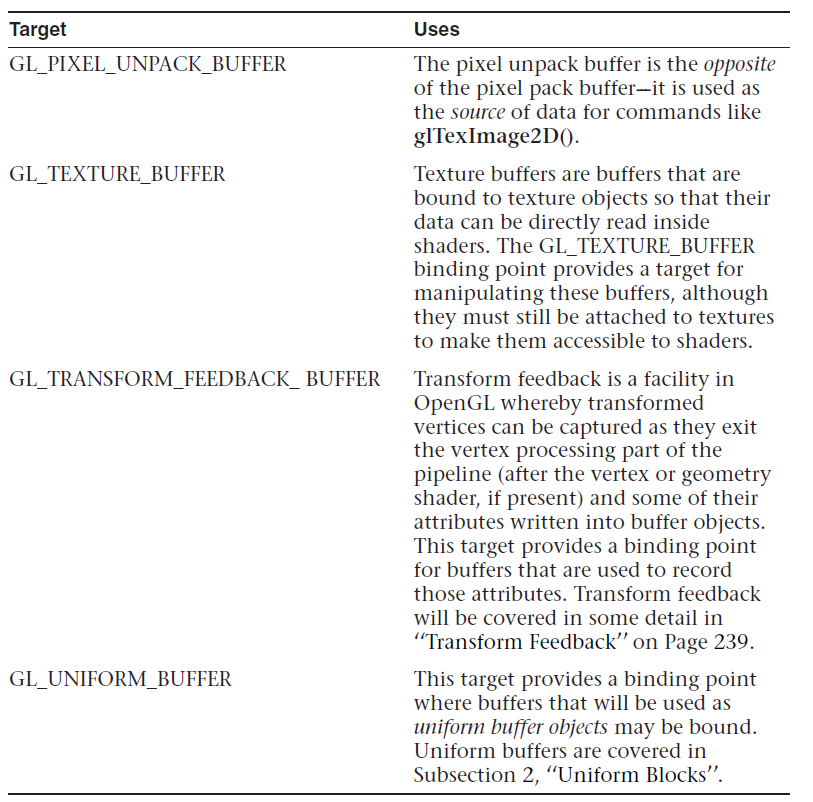 Target Uses
GL_PIXEL_UNPACK_BUFFER The pixel unpack buffer is the opposite
of the pixel pack buffer—it is used as
the source of data for commands like
glTexImage2D().
GL_TEXTURE_BUFFER Texture buffers are buffers that are
bound to texture objects so that their
data can be directly read inside
shaders. The GL_TEXTURE_BUFFER
binding point provides a target for
manipulating these buffers, although
they must still be attached to textures
to make them accessible to shaders.
GL_TRANSFORM_FEEDBACK_ BUFFER Transform feedback is a facility in
OpenGL whereby transformed
vertices can be captured as they exit
the vertex processing part of the
pipeline (after the vertex or geometry
shader, if present) and some of their
attributes written into buffer objects.
This target provides a binding point
for buffers that are used to record
those attributes. Transform feedback
will be covered in some detail in
“Transform Feedback” on Page 239.
GL_UNIFORM_BUFFER This target provides a binding point
where buffers that will be used as
uniform buffer objects may be bound.
Uniform buffers are covered in
Subsection 2, “Uniform Blocks”.